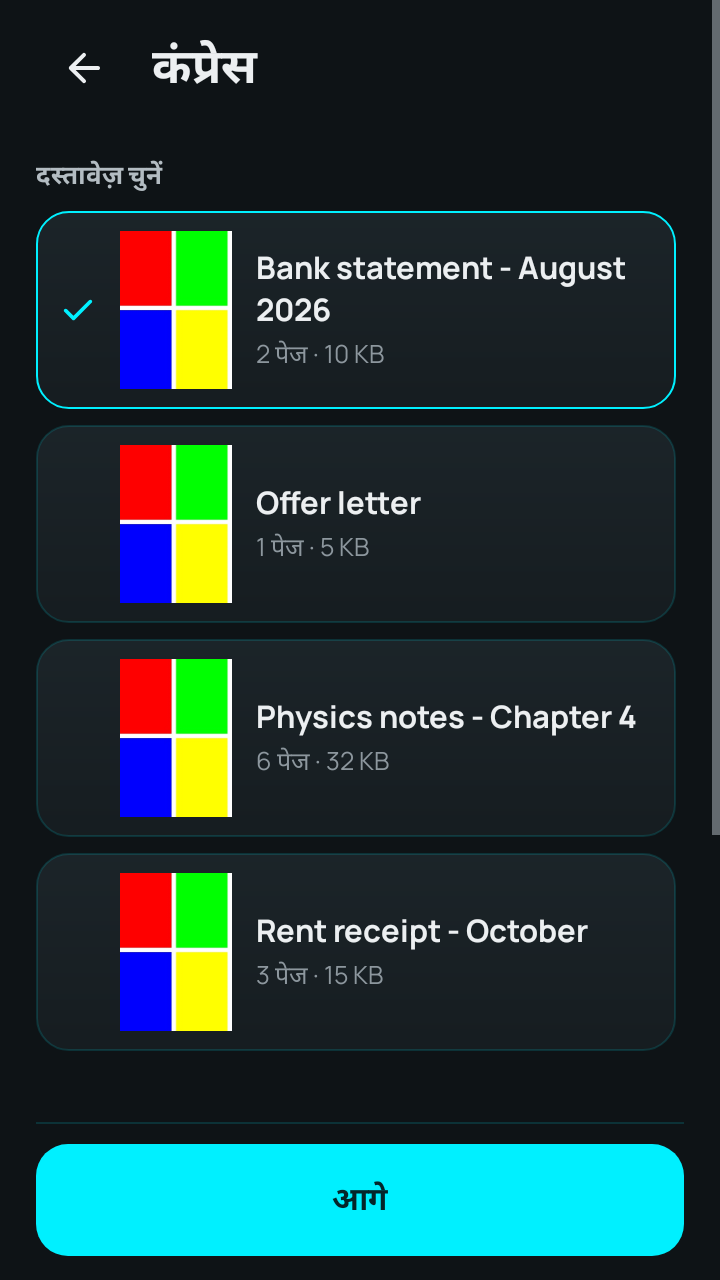 कंप्रेस
दस्तावेज़ चुनें
Bank statement - August
2026
2 पेज · 10 KB
Offer letter
1 पेज · 5 KB
Physics notes - Chapter 4
6 पेज · 32 KB
Rent receipt - October
3 पेज · 15 KB
आगे